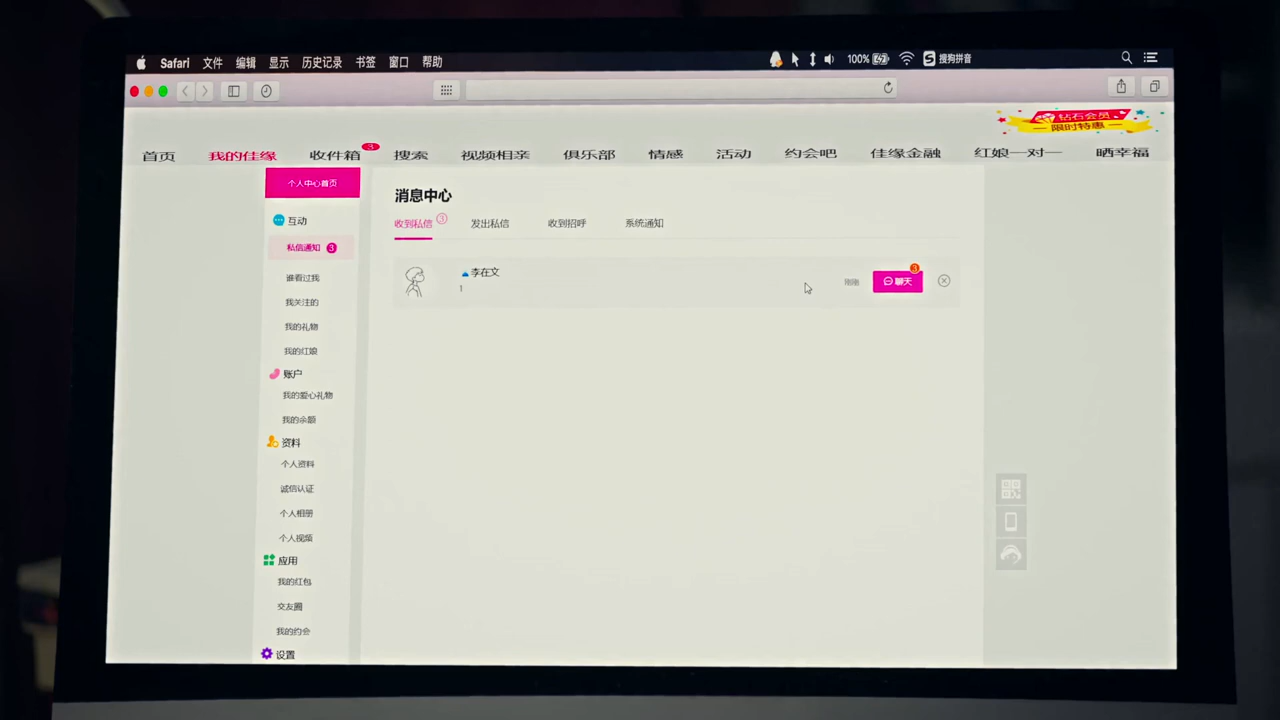 Safari 文件 编辑 显示 历史记录 书签 窗口 帮助 100% S 搜狗拼音
钻石会员
限时特惠
首页 我的佳缘 收件箱 3 搜索 视频相亲 俱乐部 情感 活动 约会吧 佳缘金融 红娘一对一 晒幸福
个人中心首页
消息中心
互动
收到私信 3 发出私信 收到招呼 系统通知
私信通知 3
李在文
1
刚刚
聊天 3
谁看过我
我关注的
我的礼物
我的红娘
账户
我的爱心礼物
我的余额
资料
个人资料
诚信认证
个人相册
个人视频
应用
我的红包
交友圈
我的约会
设置